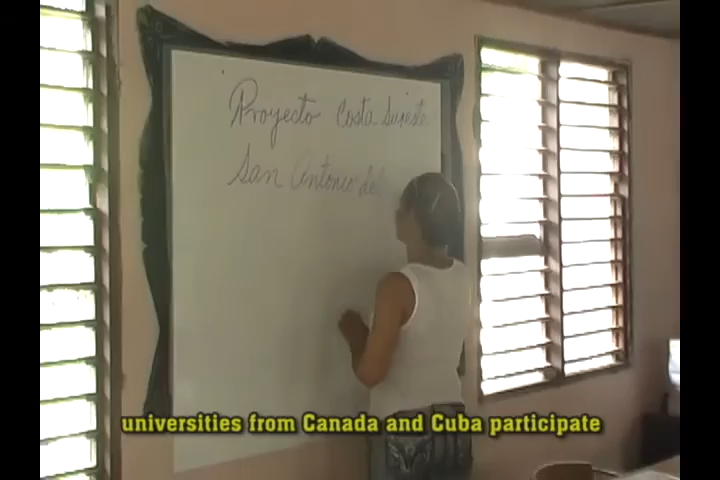 Proyecto Costa Sureste
San Antonio del
universities from Canada and Cuba participate